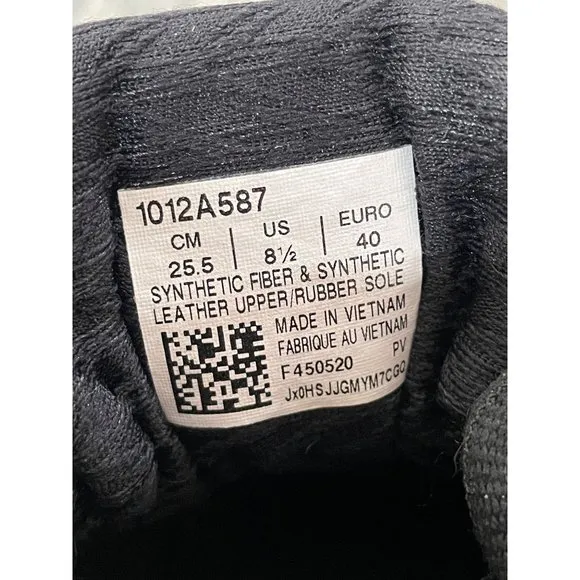 1012A587
CM | US | EURO
25.5 | 8½ | 40
SYNTHETIC FIBER & SYNTHETIC
LEATHER UPPER/RUBBER SOLE
MADE IN VIETNAM
FABRIQUE AU VIETNAM
F450520 PV
Jx0HSJJGMYM7CGQ